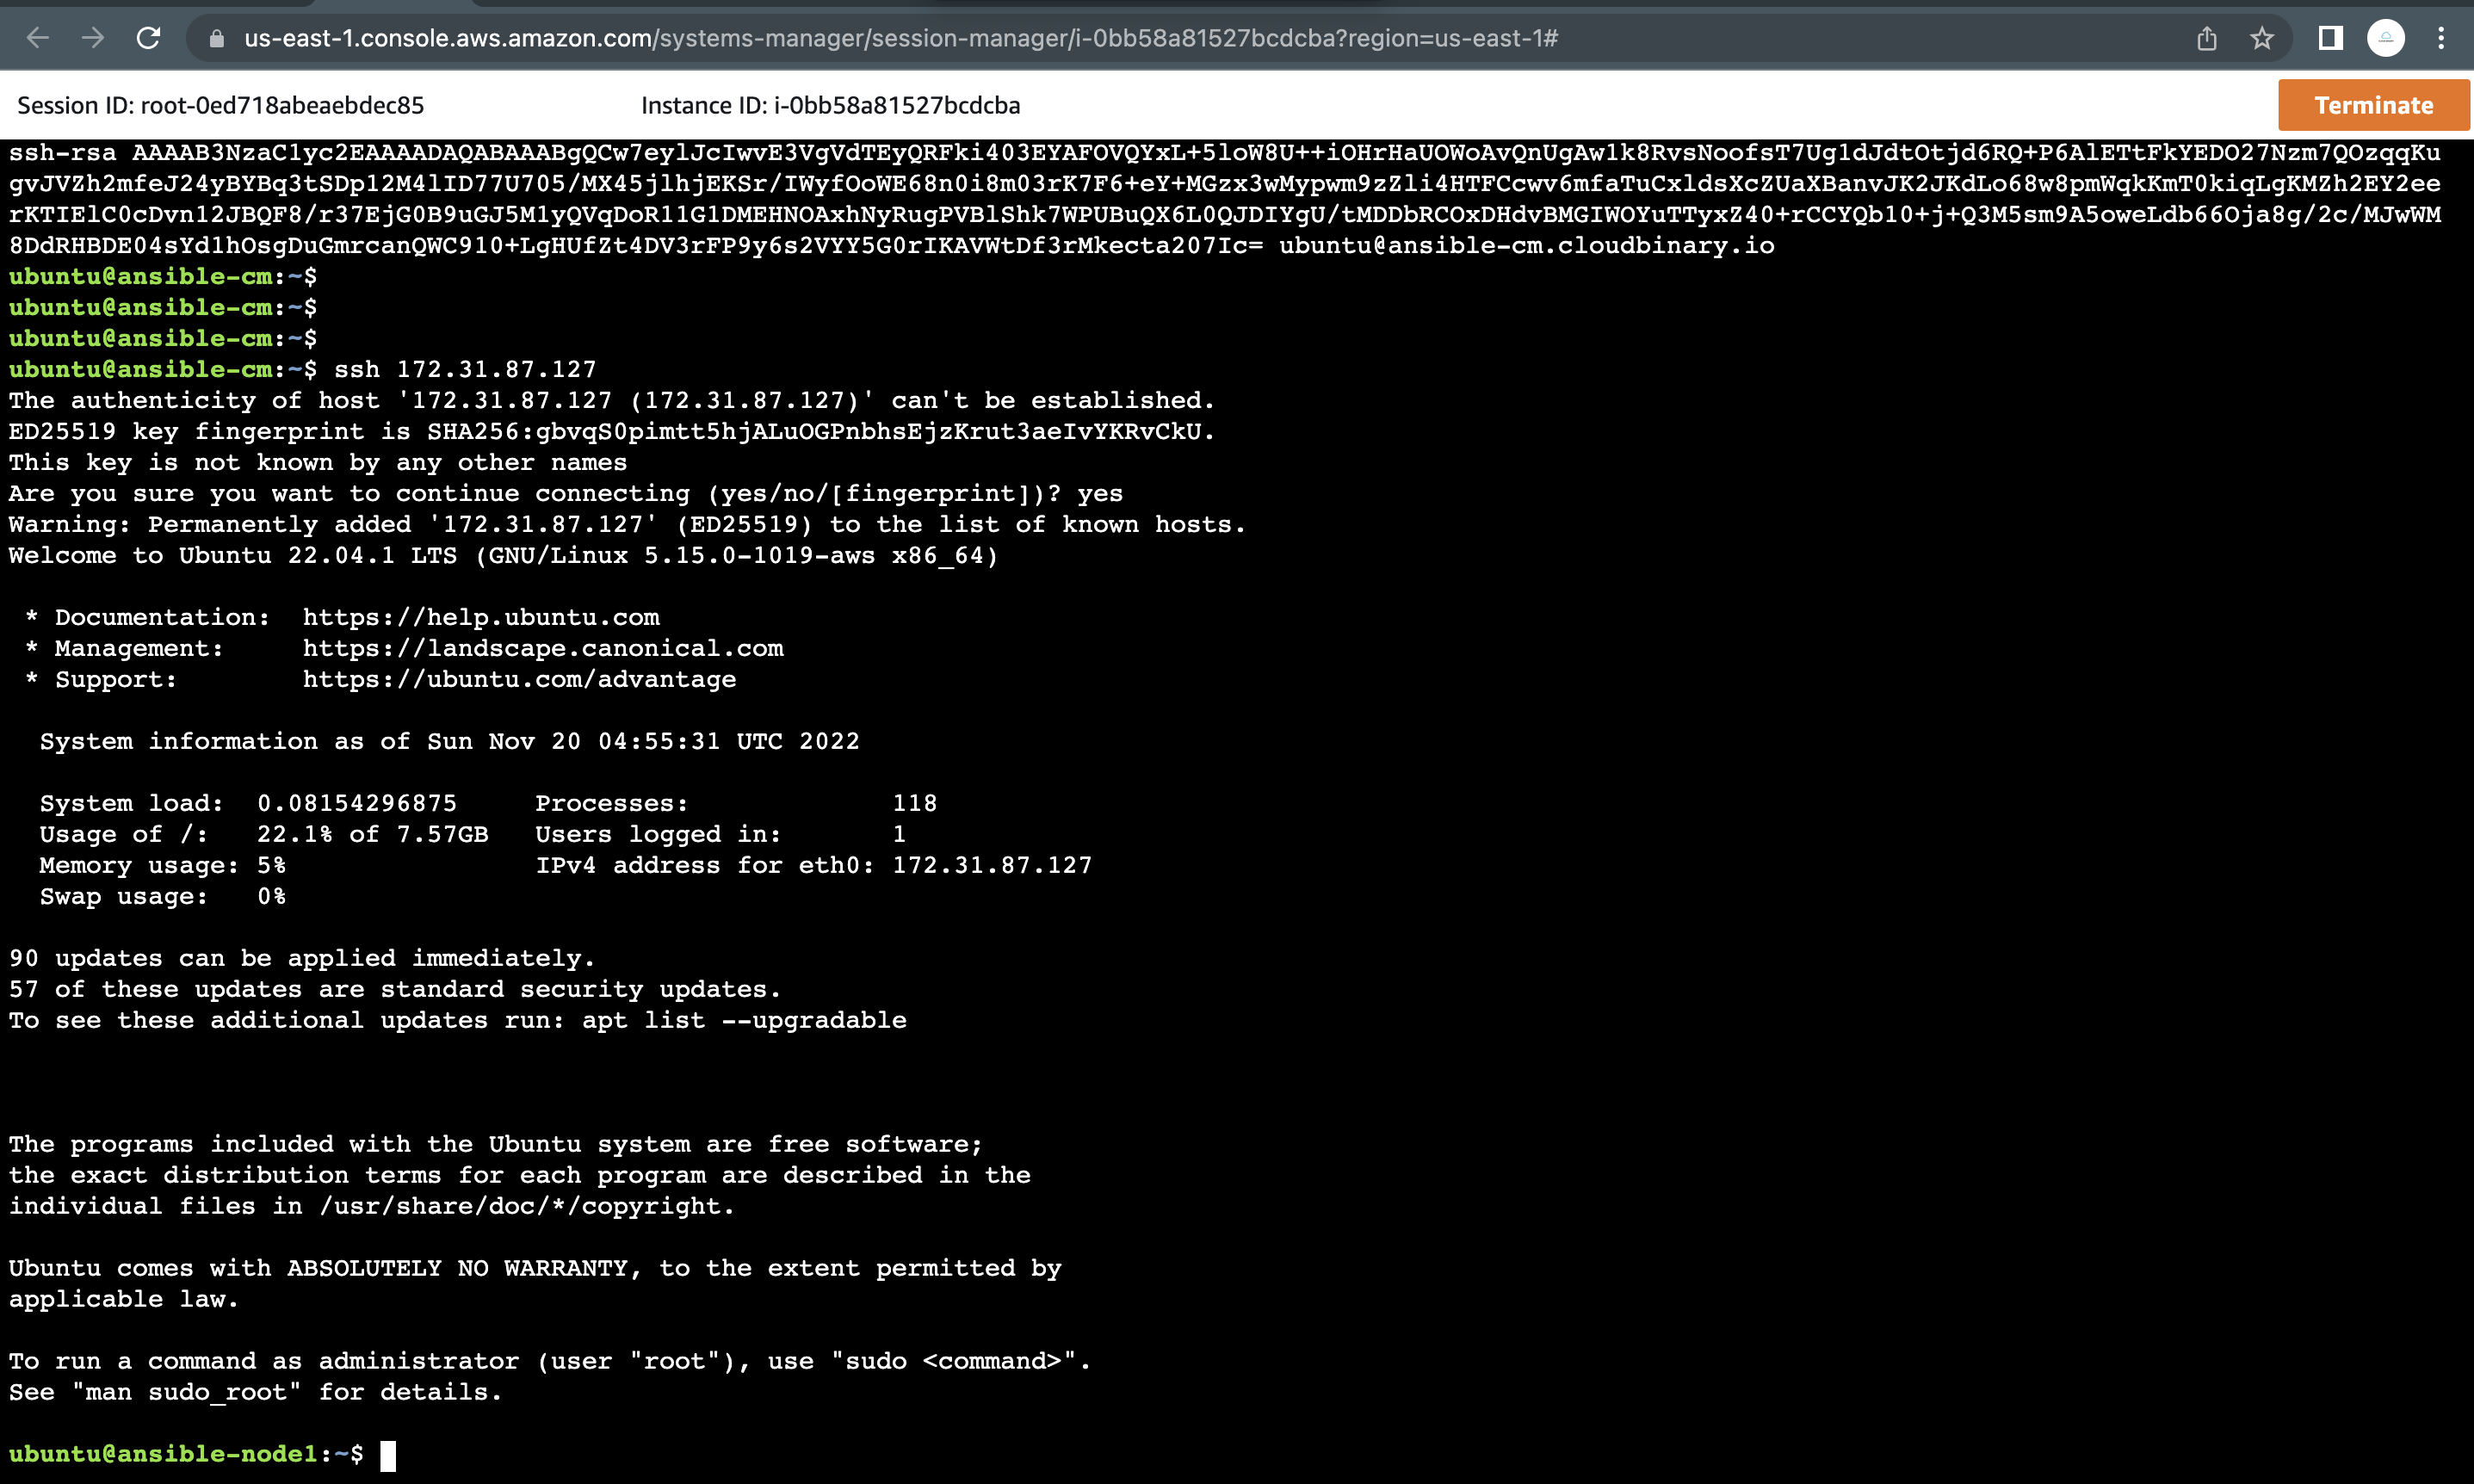 us-east-1.console.aws.amazon.com/systems-manager/session-manager/i-0bb58a81527bcdcba?region=us-east-1#
Session ID: root-0ed718abeaebdec85 Instance ID: i-0bb58a81527bcdcba Terminate
ssh-rsa AAAAB3NzaC1yc2EAAAADAQABAAABgQCw7eylJcIwvE3VgVdTEyQRFki403EYAFOVQYxL+5loW8U++iOHrHaUOWoAvQnUgAw1k8RvsNoofsT7Ug1dJdtOtjd6RQ+P6AlETtFkYEDO27Nzm7QOzqqKu
gvJVZh2mfeJ24yBYBq3tSDp12M4lID77U705/MX45jlhjEKSr/IWyfOoWE68n0i8m03rK7F6+eY+MGzx3wMypwm9zZli4HTFCcwv6mfaTuCxldsXcZUaXBanvJK2JKdLo68w8pmWqkKmT0kiqLgKMZh2EY2ee
rKTIElC0cDvn12JBQF8/r37EjG0B9uGJ5M1yQVqDoR11G1DMEHNOAxhNyRugPVBlShk7WPUBuQX6L0QJDIYgU/tMDDbRCOxDHdvBMGIWOYuTTyxZ40+rCCYQb10+j+Q3M5sm9A5oweLdb66Oja8g/2c/MJwWM
8DdRHBDE04sYd1hOsgDuGmrcanQWC910+LgHUfZt4DV3rFP9y6s2VYY5G0rIKAVWtDf3rMkecta207Ic= ubuntu@ansible-cm.cloudbinary.io
ubuntu@ansible-cm:~$
ubuntu@ansible-cm:~$
ubuntu@ansible-cm:~$
ubuntu@ansible-cm:~$ ssh 172.31.87.127
The authenticity of host '172.31.87.127 (172.31.87.127)' can't be established.
ED25519 key fingerprint is SHA256:gbvqS0pimtt5hjALuOGPnbhsEjzKrut3aeIvYKRvCkU.
This key is not known by any other names
Are you sure you want to continue connecting (yes/no/[fingerprint])? yes
Warning: Permanently added '172.31.87.127' (ED25519) to the list of known hosts.
Welcome to Ubuntu 22.04.1 LTS (GNU/Linux 5.15.0-1019-aws x86_64)
* Documentation: https://help.ubuntu.com
* Management: https://landscape.canonical.com
* Support: https://ubuntu.com/advantage
System information as of Sun Nov 20 04:55:31 UTC 2022
System load: 0.08154296875 Processes: 118
Usage of /: 22.1% of 7.57GB Users logged in: 1
Memory usage: 5% IPv4 address for eth0: 172.31.87.127
Swap usage: 0%
90 updates can be applied immediately.
57 of these updates are standard security updates.
To see these additional updates run: apt list --upgradable
The programs included with the Ubuntu system are free software;
the exact distribution terms for each program are described in the
individual files in /usr/share/doc/*/copyright.
Ubuntu comes with ABSOLUTELY NO WARRANTY, to the extent permitted by
applicable law.
To run a command as administrator (user "root"), use "sudo <command>".
See "man sudo_root" for details.
ubuntu@ansible-node1:~$